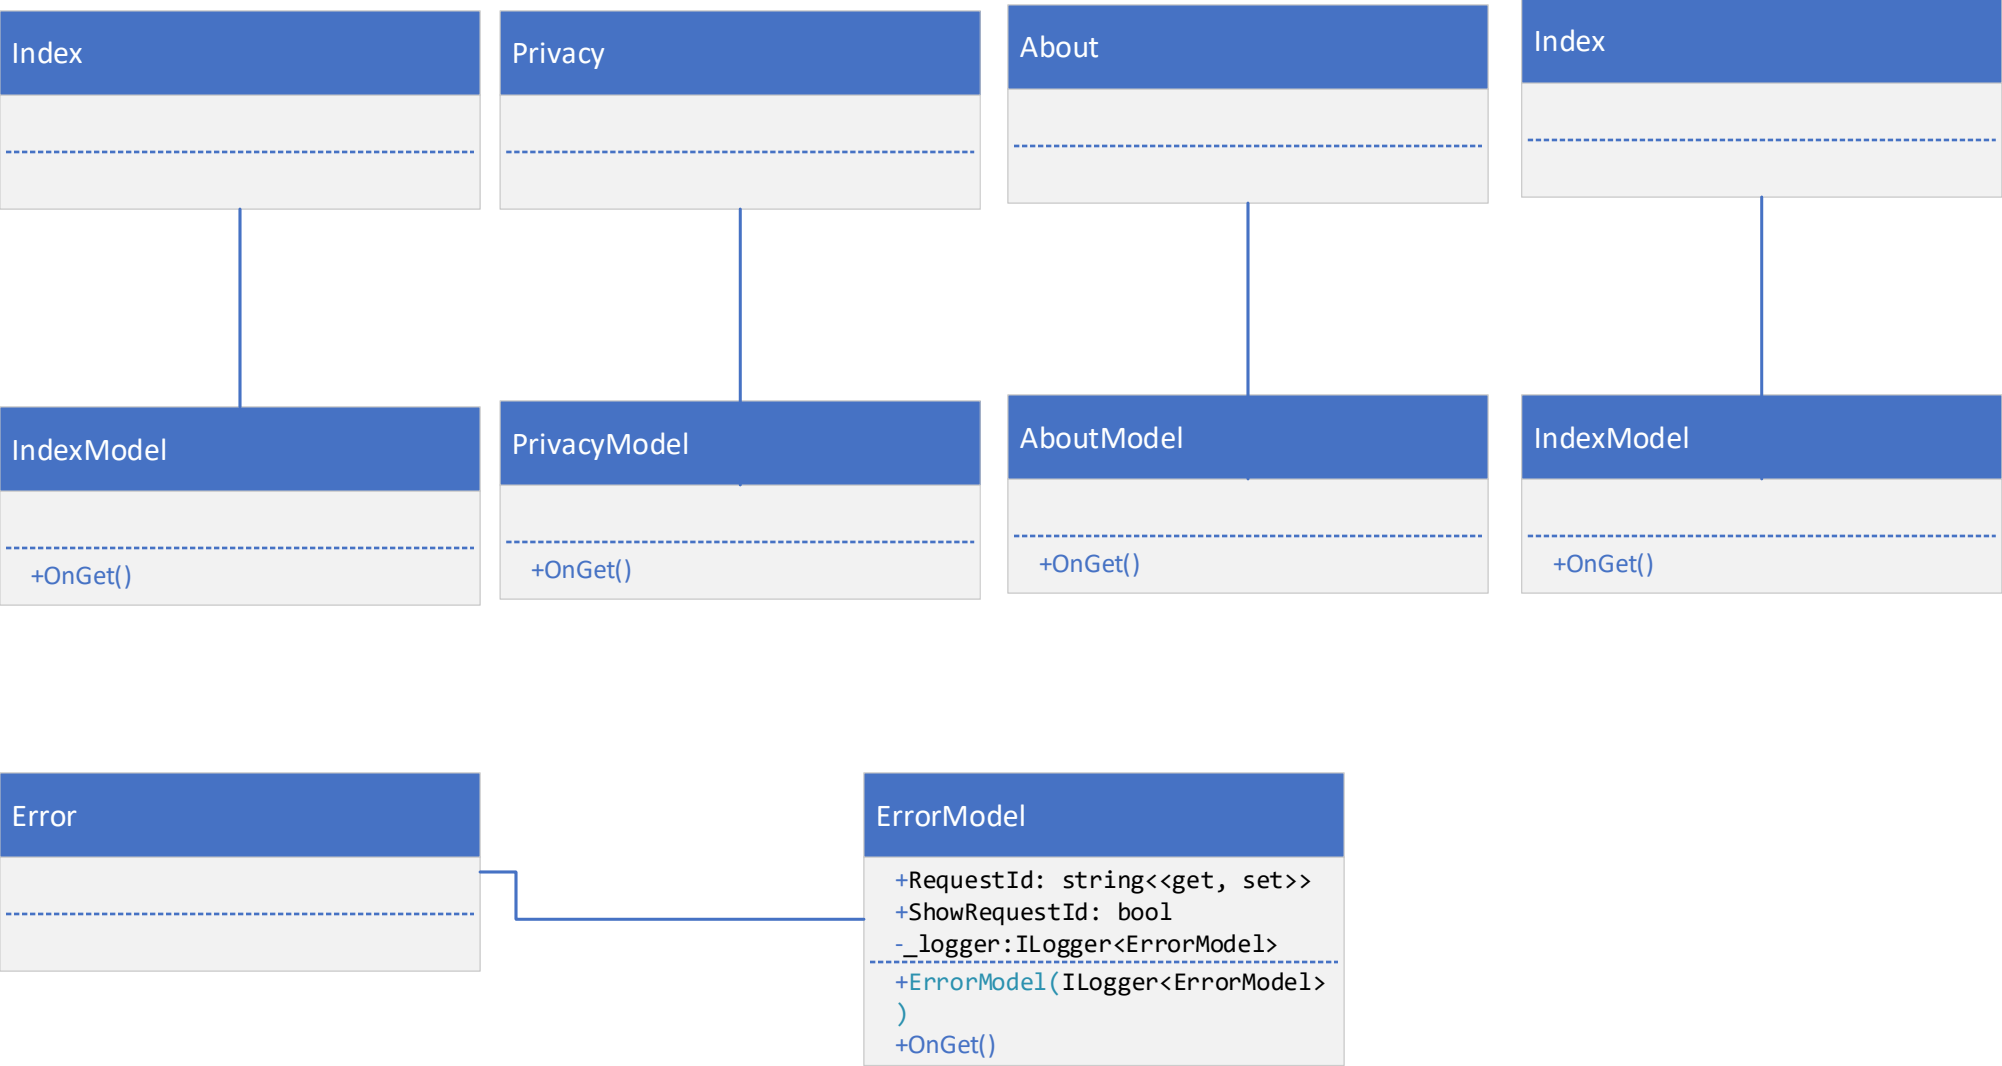 Index
Privacy
About
Index
IndexModel
+OnGet()
PrivacyModel
+OnGet()
AboutModel
+OnGet()
IndexModel
+OnGet()
Error
ErrorModel
+RequestId: string<<get, set>>
+ShowRequestId: bool
-_logger:ILogger<ErrorModel>
+ErrorModel(ILogger<ErrorModel>
)
+OnGet()